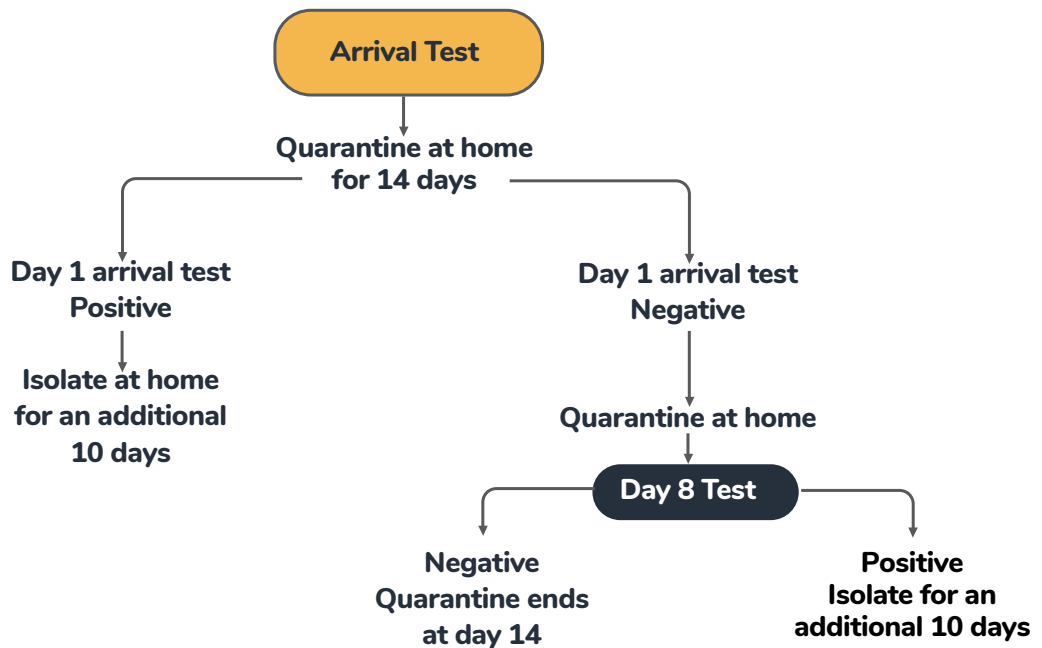 Arrival Test
Quarantine at home
for 14 days
Day 1 arrival test
Positive
Isolate at home
for an additional
10 days
Day 1 arrival test
Negative
Quarantine at home
Day 8 Test
Negative
Quarantine ends
at day 14
Positive
Isolate for an
additional 10 days